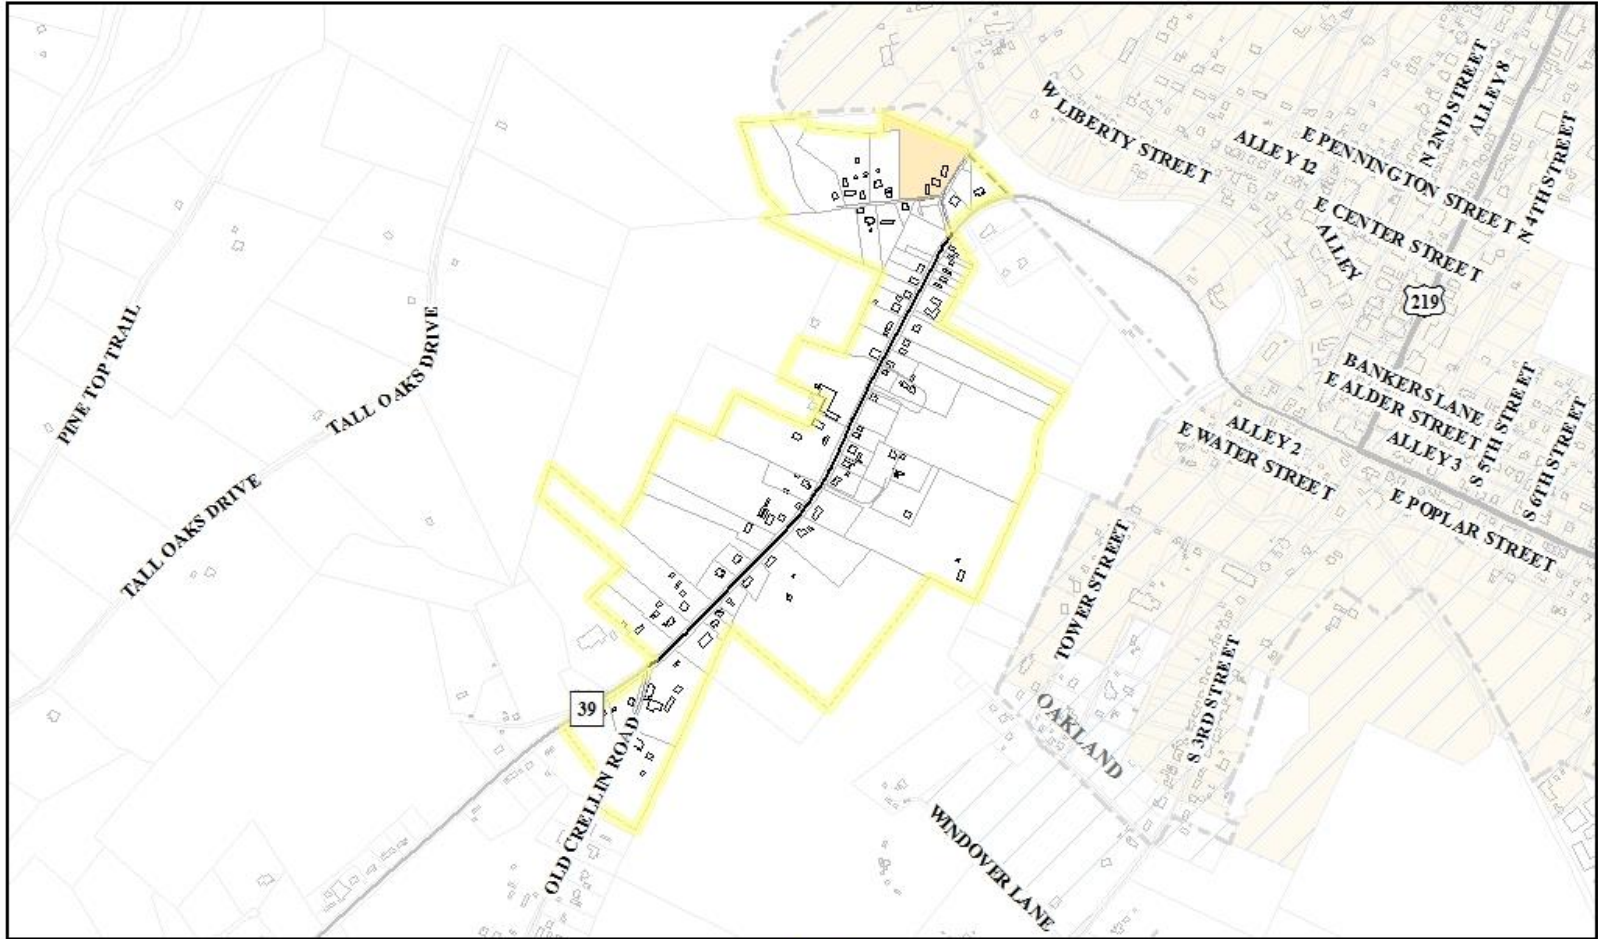 N 2ND STREET
ALLEY 8
W LIBERTY STREET
ALLEY 12
E PENNINGTON STREET
N 4TH STREET
E CENTER STREET
ALLEY
219
PINE TOP TRAIL
TALL OAKS DRIVE
BANKERS LANE
E ALDER STREET
S 5TH STREET
ALLEY 2
ALLEY 3
E WATER STREET
S 6TH STREET
TALL OAKS DRIVE
E POPLAR STREET
TOWER STREET
S 3RD STREET
39
OAKLAND
OLD CRELLIN ROAD
WINDOVER LANE